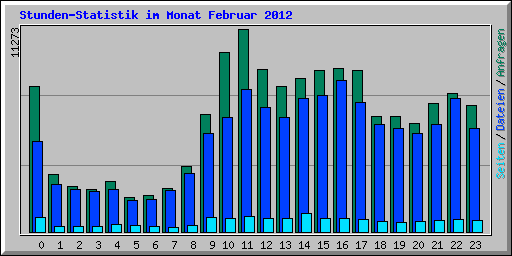 Stunden-Statistik im Monat Februar 2012
11273
Seiten/Dateien/Anfragen
0 1 2 3 4 5 6 7 8 9 10 11 12 13 14 15 16 17 18 19 20 21 22 23